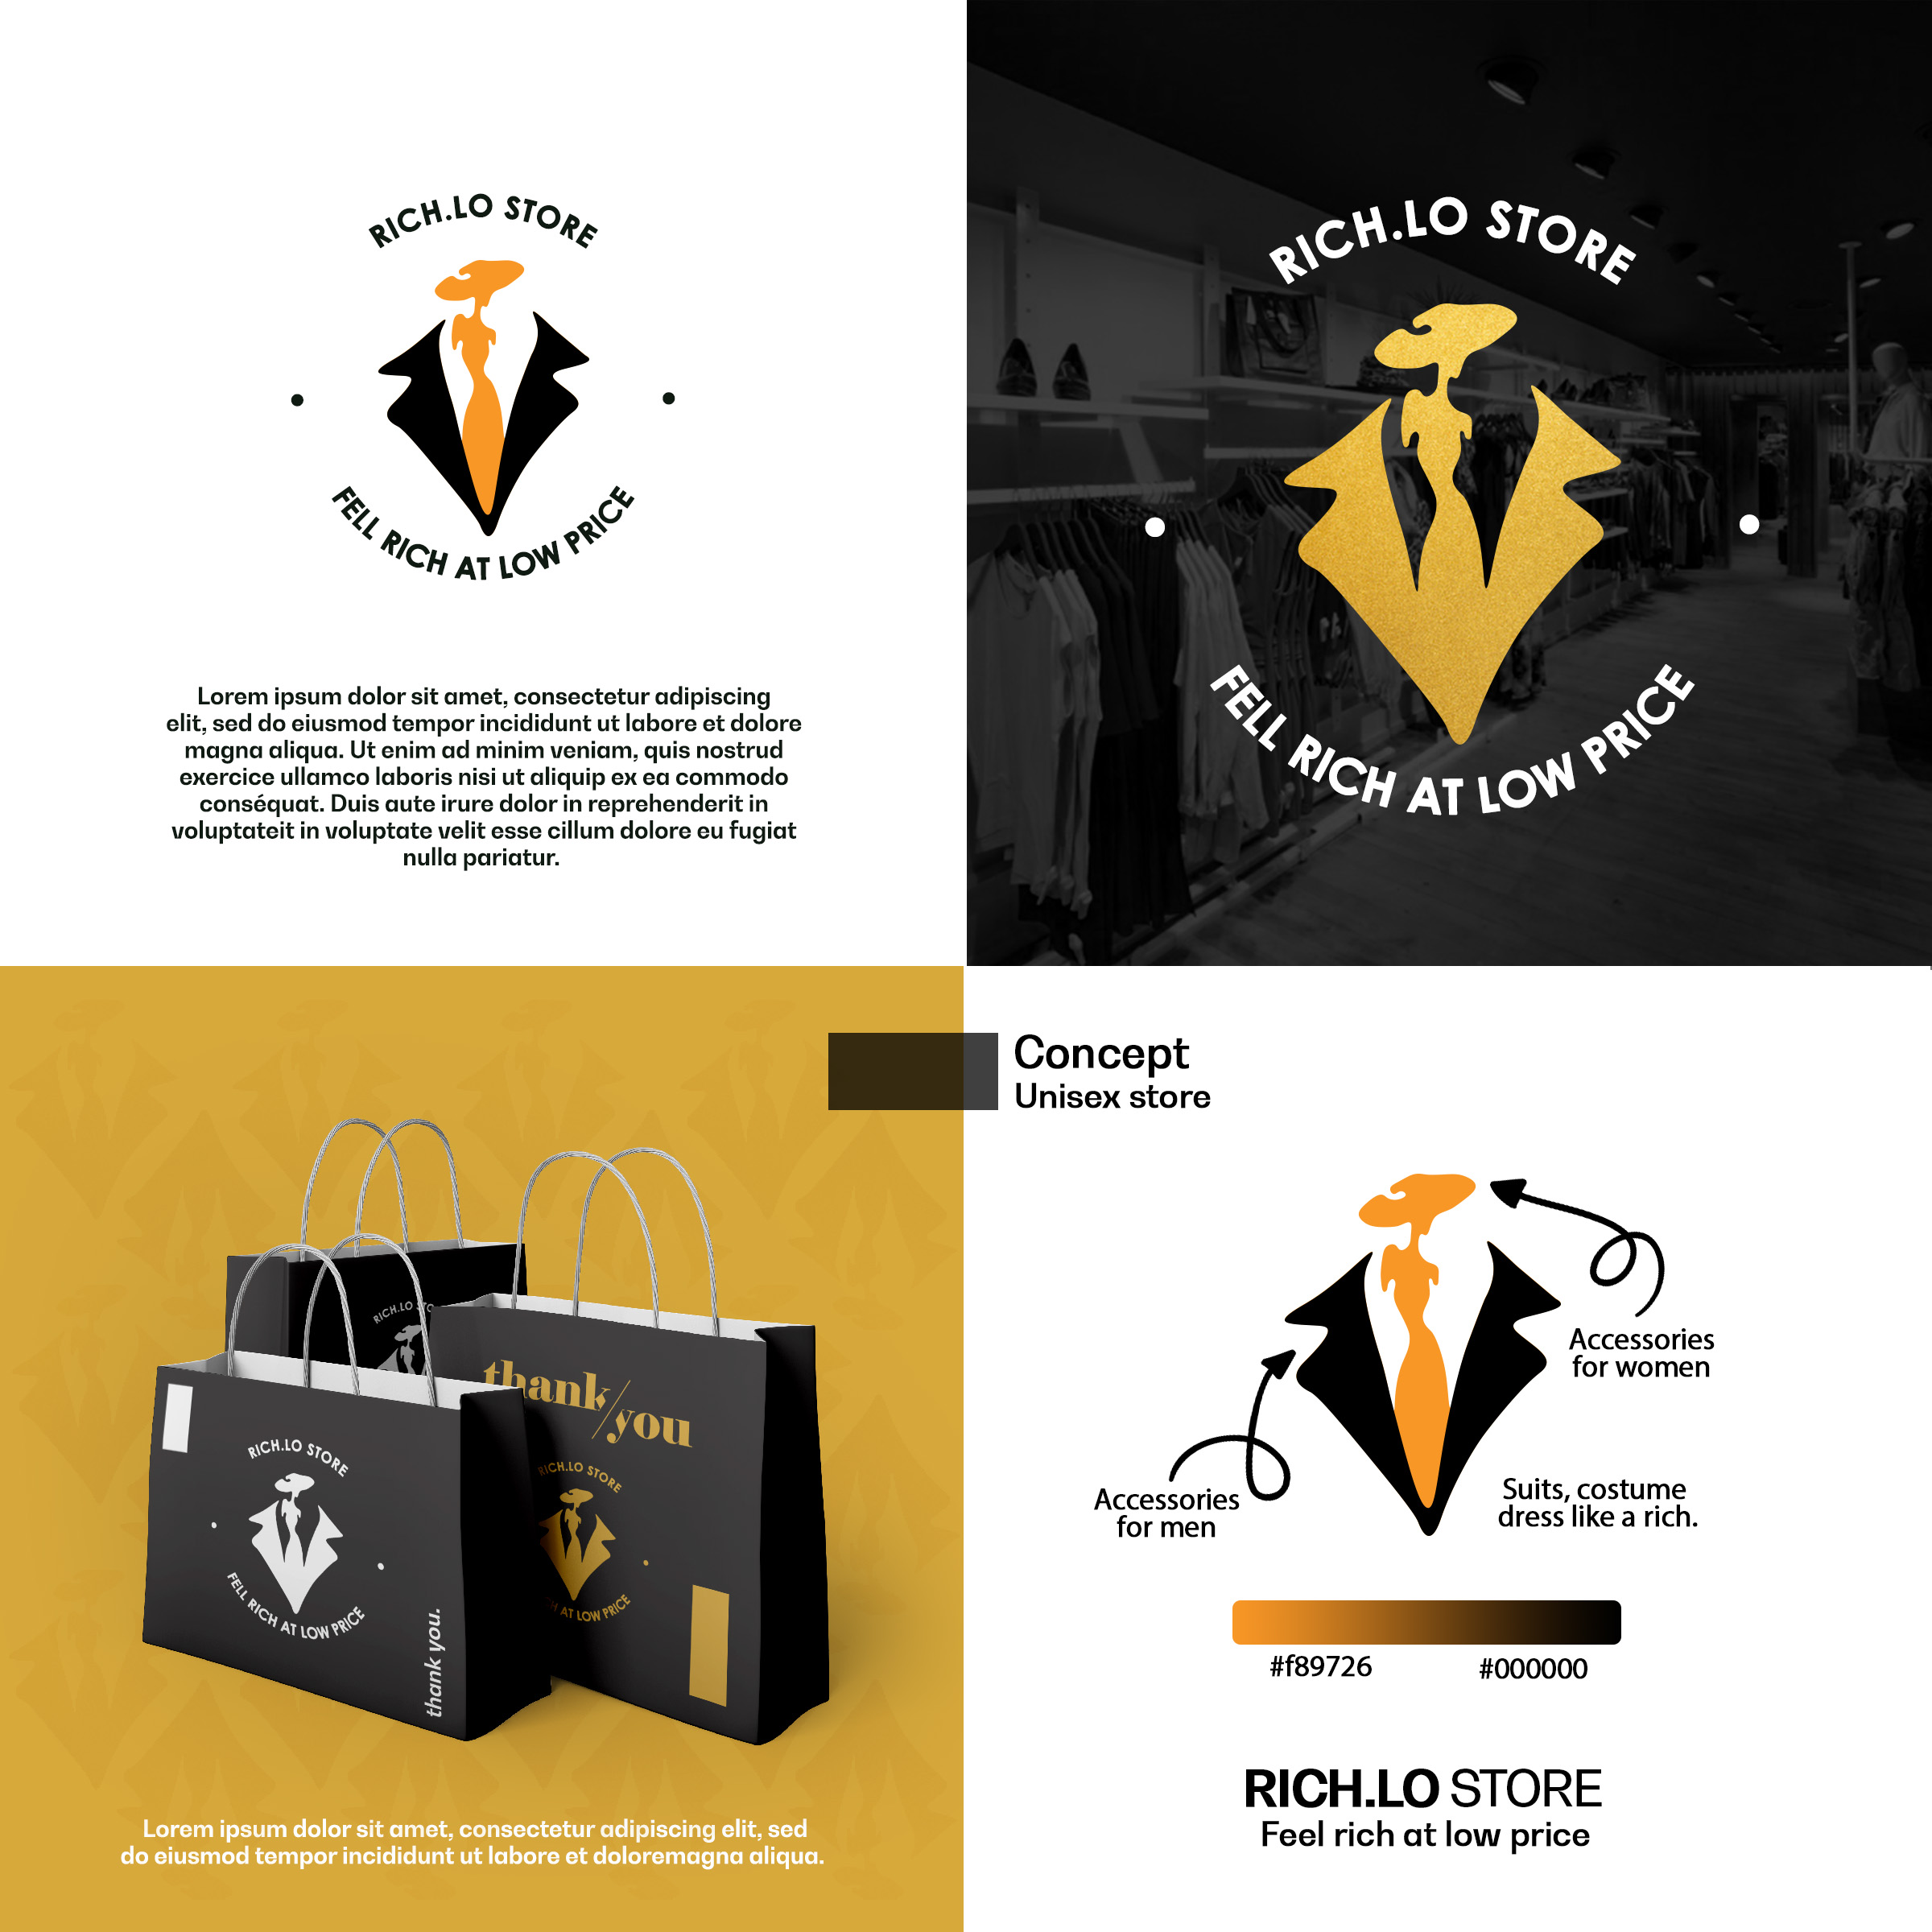 RICH.LO STORE
FELL RICH AT LOW PRICE
Lorem ipsum dolor sit amet, consectetur adipiscing
elit, sed do eiusmod tempor incididunt ut labore et dolore
magna aliqua. Ut enim ad minim veniam, quis nostrud
exercice ullamco laboris nisi ut aliquip ex ea commodo
conséquat. Duis aute irure dolor in reprehenderit in
voluptateit in voluptate velit esse cillum dolore eu fugiat
nulla pariatur.
RICH.LO STORE
FELL RICH AT LOW PRICE
RICH.LO STO
thank/
you
RICH.LO STORE
AT LOW PRICE
RICH.LO STORE
FELL RICH AT LOW PRICE
thank you.
Lorem ipsum dolor sit amet, consectetur adipiscing elit, sed
do eiusmod tempor incididunt ut labore et doloremagna aliqua.
Concept
Unisex store
Accessories
for women
Accessories
for men
Suits, costume
dress like a rich.
#f89726
#000000
RICH.LO STORE
Feel rich at low price